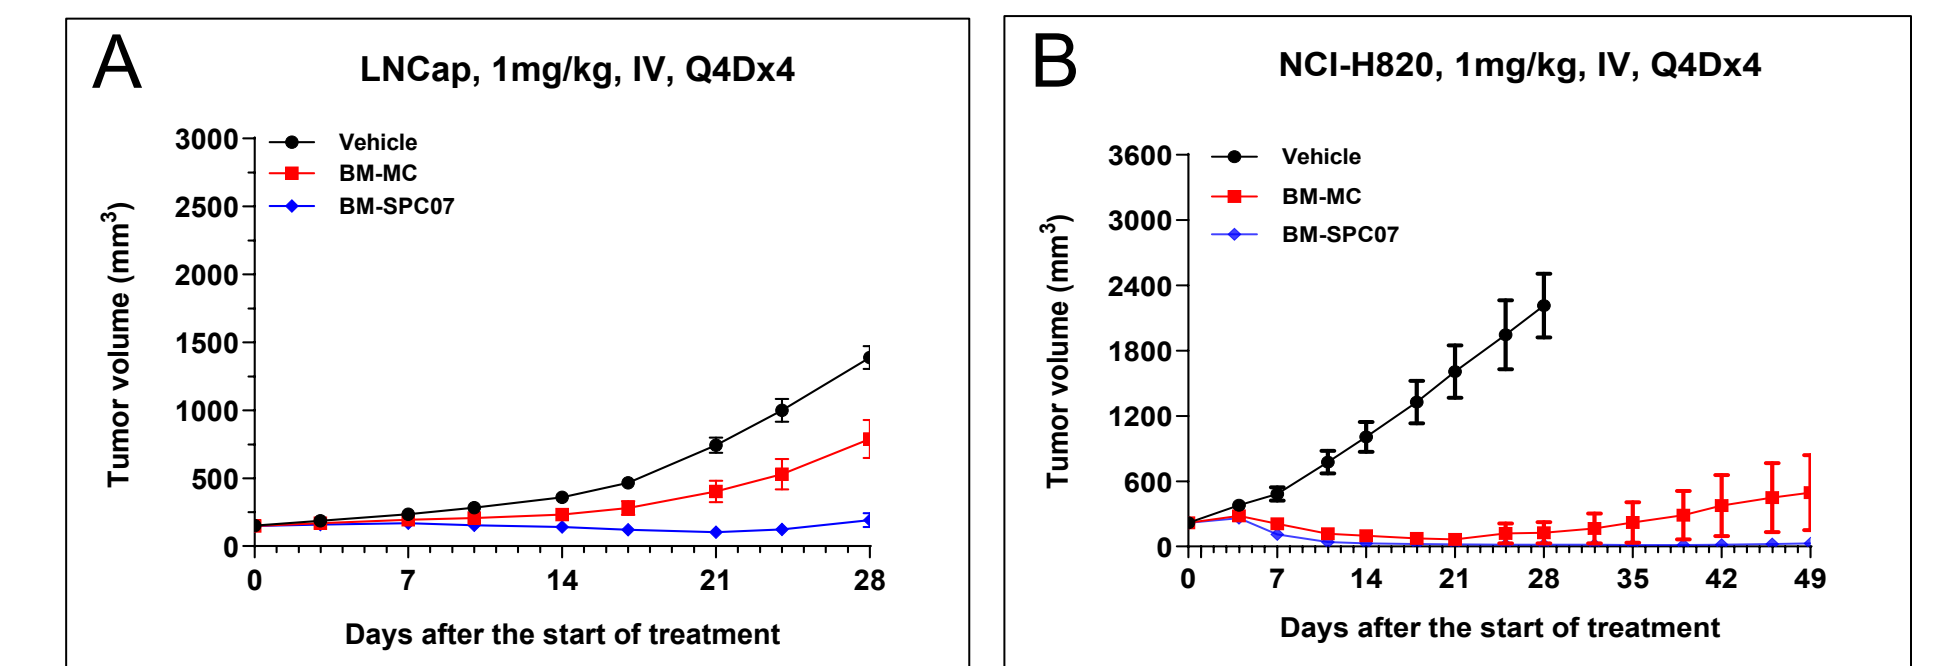 A
LNCap, 1mg/kg, IV, Q4Dx4
Vehicle
BM-MC
BM-SPC07
3000
2500
2000
1500
1000
500
0
Tumor volume (mm³)
0 7 14 21 28
Days after the start of treatment
B
NCI-H820, 1mg/kg, IV, Q4Dx4
Vehicle
BM-MC
BM-SPC07
3600
3000
2400
1800
1200
600
0
Tumor volume (mm³)
0 7 14 21 28 35 42 49
Days after the start of treatment